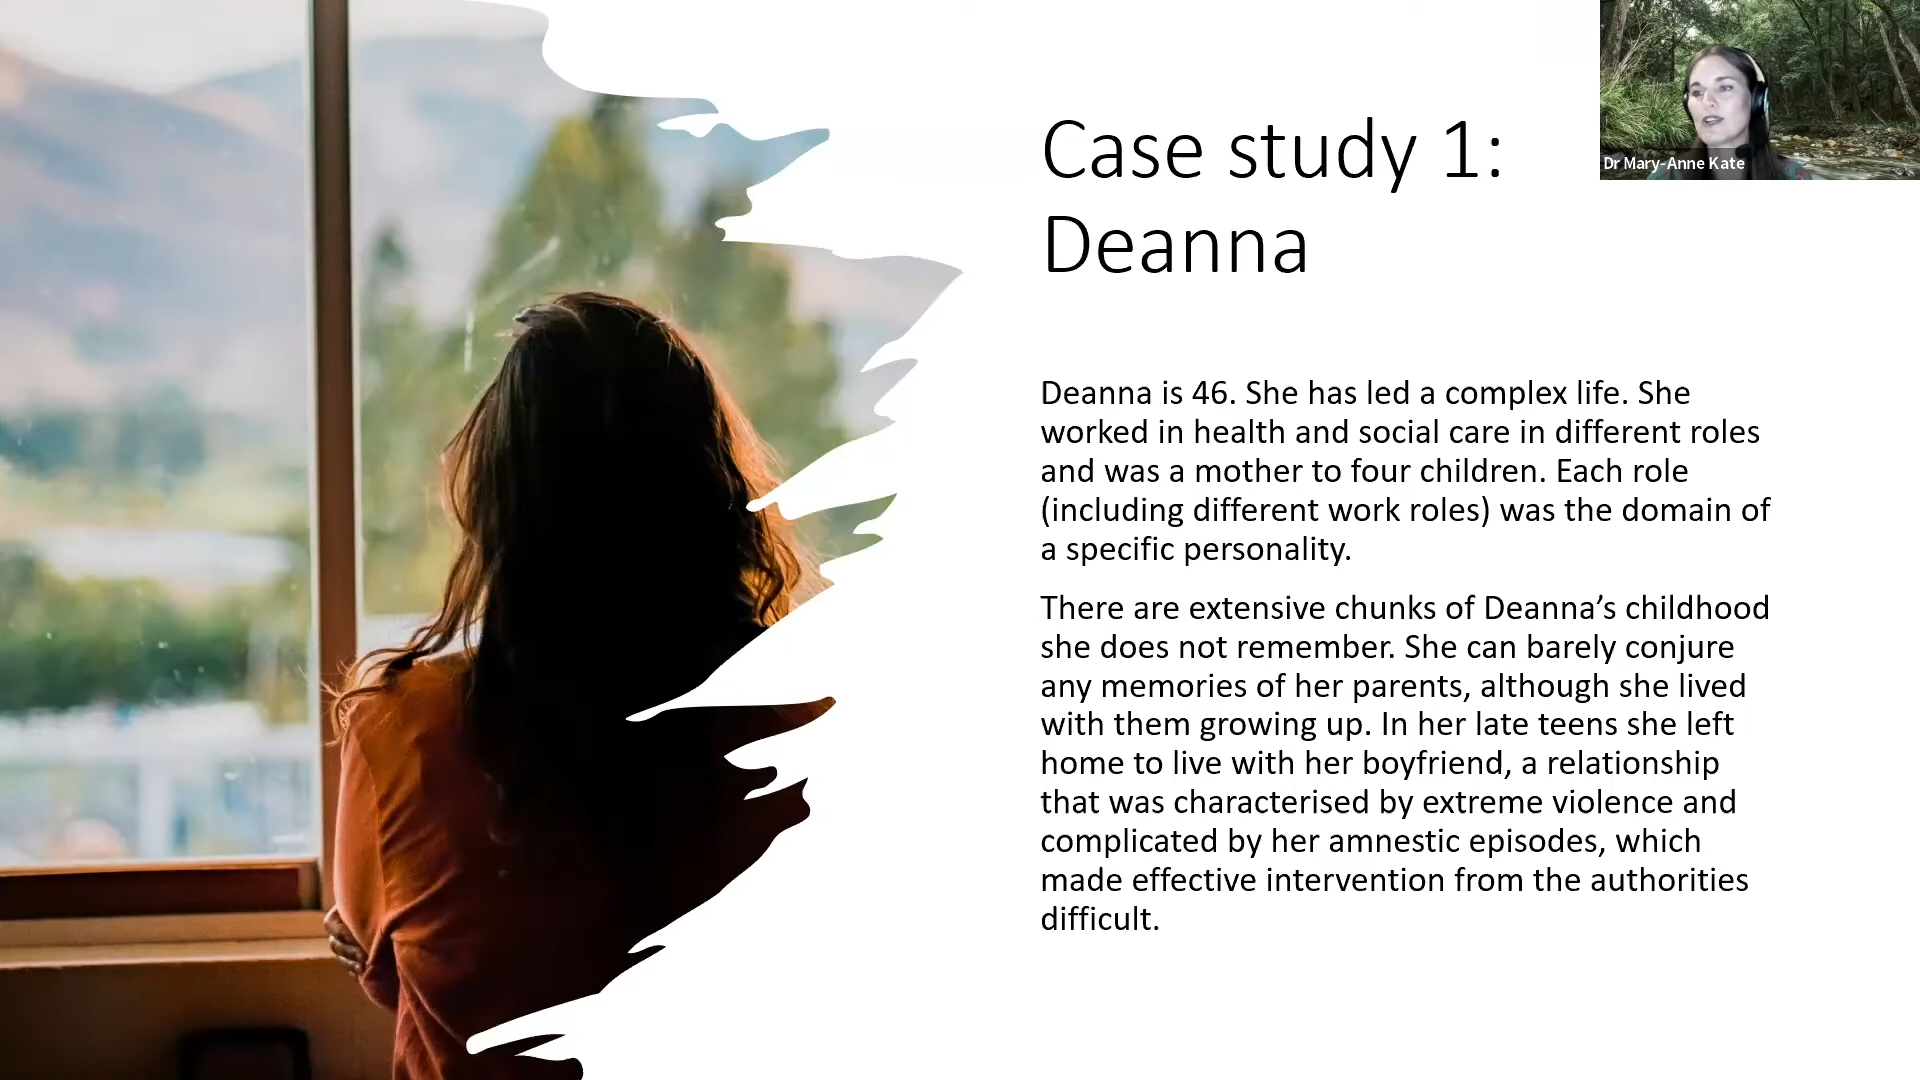 Case study 1:
Deanna
Dr Mary-Anne Kate
Deanna is 46. She has led a complex life. She
worked in health and social care in different roles
and was a mother to four children. Each role
(including different work roles) was the domain of
a specific personality.
There are extensive chunks of Deanna’s childhood
she does not remember. She can barely conjure
any memories of her parents, although she lived
with them growing up. In her late teens she left
home to live with her boyfriend, a relationship
that was characterised by extreme violence and
complicated by her amnestic episodes, which
made effective intervention from the authorities
difficult.